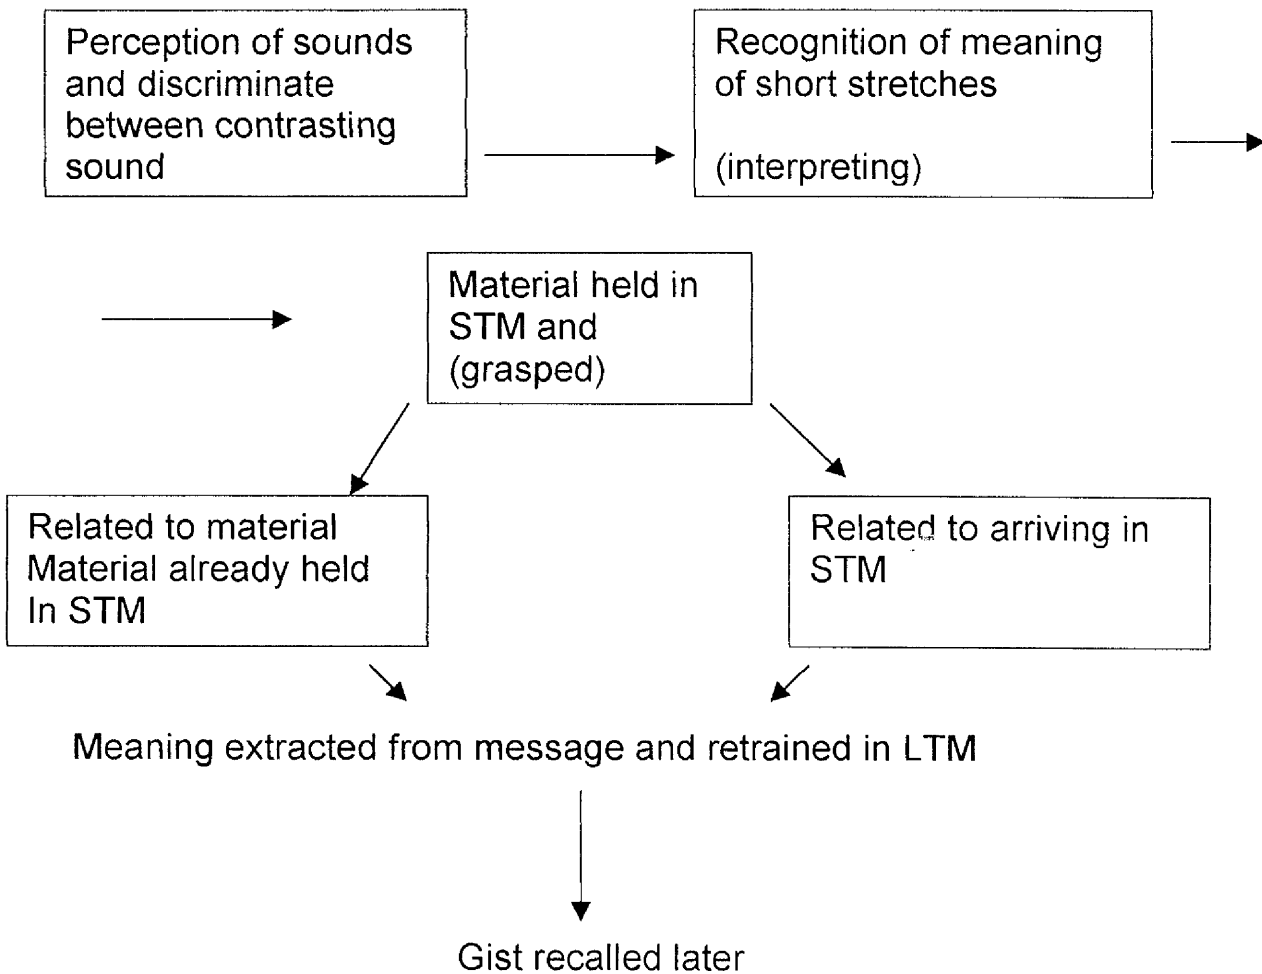 Perception of sounds
and discriminate
between contrasting
sound
Recognition of meaning
of short stretches
(interpreting)
Material held in
STM and
(grasped)
Related to material
Material already held
In STM
Related to arriving in
STM
Meaning extracted from message and retrained in LTM
Gist recalled later